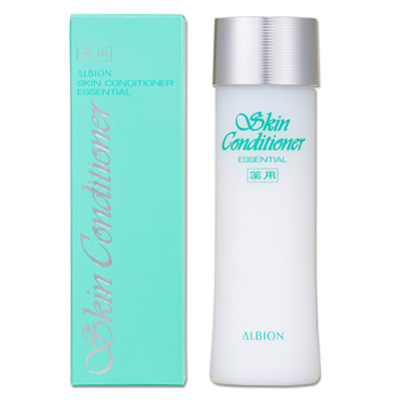 薬用
ALBION
SKIN CONDITIONER
ESSENTIAL
Skin Conditioner
Skin
Conditioner
ESSENTIAL
薬用
ALBION